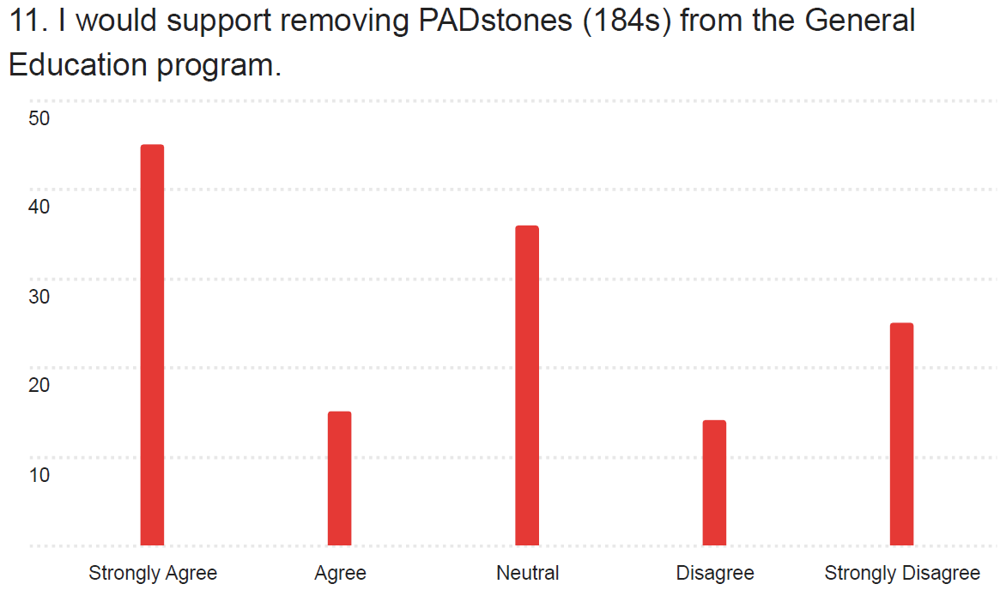 11. I would support removing PADstones (184s) from the General
Education program.
50
40
30
20
10
Strongly Agree
Agree
Neutral
Disagree
Strongly Disagree